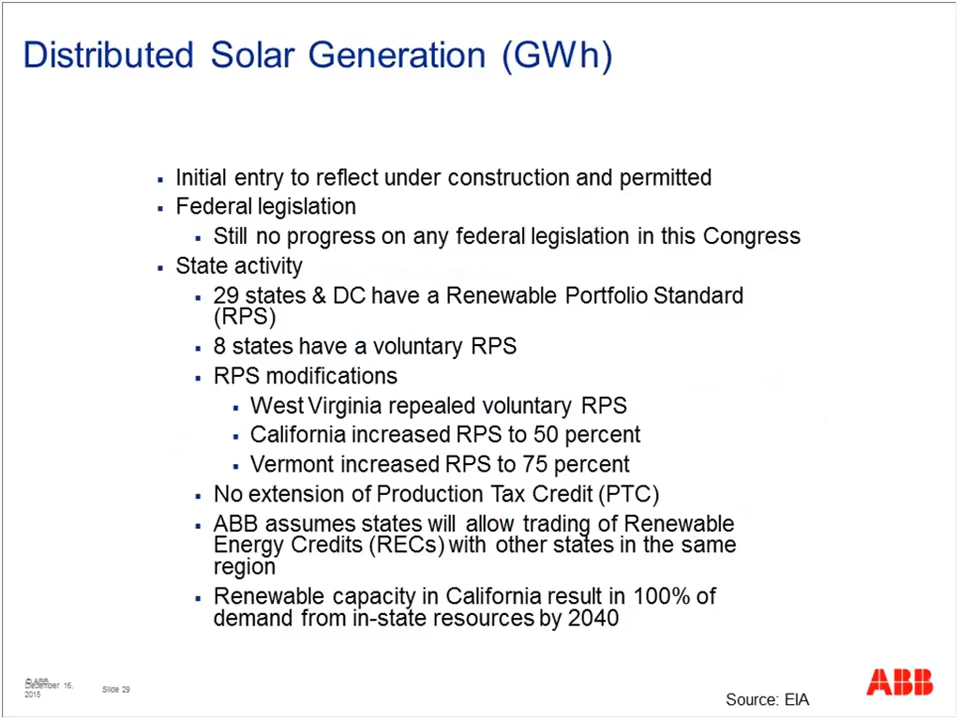 Distributed Solar Generation (GWh)
Initial entry to reflect under construction and permitted
Federal legislation
Still no progress on any federal legislation in this Congress
State activity
29 states & DC have a Renewable Portfolio Standard
(RPS)
8 states have a voluntary RPS
RPS modifications
West Virginia repealed voluntary RPS
California increased RPS to 50 percent
Vermont increased RPS to 75 percent
No extension of Production Tax Credit (PTC)
ABB assumes states will allow trading of Renewable
Energy Credits (RECs) with other states in the same
region
Renewable capacity in California result in 100% of
demand from in-state resources by 2040
© ABB
December 16,
2015
Slide 29
Source: EIA
ABB